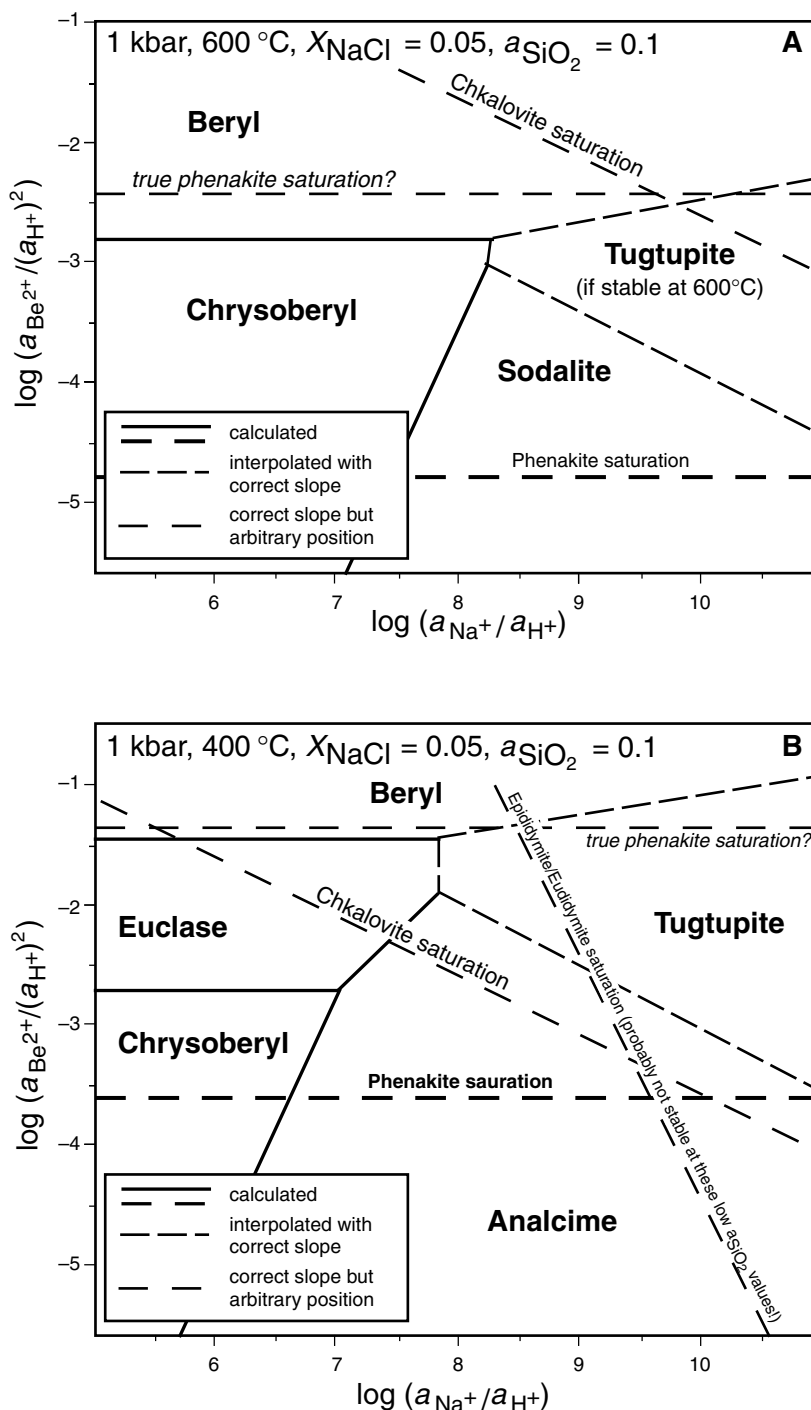 1 kbar, 600 °C, XNaCl = 0.05, aSiO2 = 0.1 A
−1
−2
−3
−4
−5
log (aBe2+/(aH+)2)
Chkalovite saturation
Beryl
true phenakite saturation?
Tugtupite
(if stable at 600°C)
Chrysoberyl
Sodalite
Phenakite saturation
calculated
interpolated with
correct slope
correct slope but
arbitrary position
6 7 8 9 10
log (aNa+/aH+)
1 kbar, 400 °C, XNaCl = 0.05, aSiO2 = 0.1 B
−1
−2
−3
−4
−5
log (aBe2+/(aH+)2)
Beryl
true phenakite saturation?
Epididymite/Eudidymite saturation (probably not stable at these low aSiO2 values!)
Euclase
Chkalovite saturation
Tugtupite
Chrysoberyl
Phenakite sauration
Analcime
calculated
interpolated with
correct slope
correct slope but
arbitrary position
6 7 8 9 10
log (aNa+/aH+)